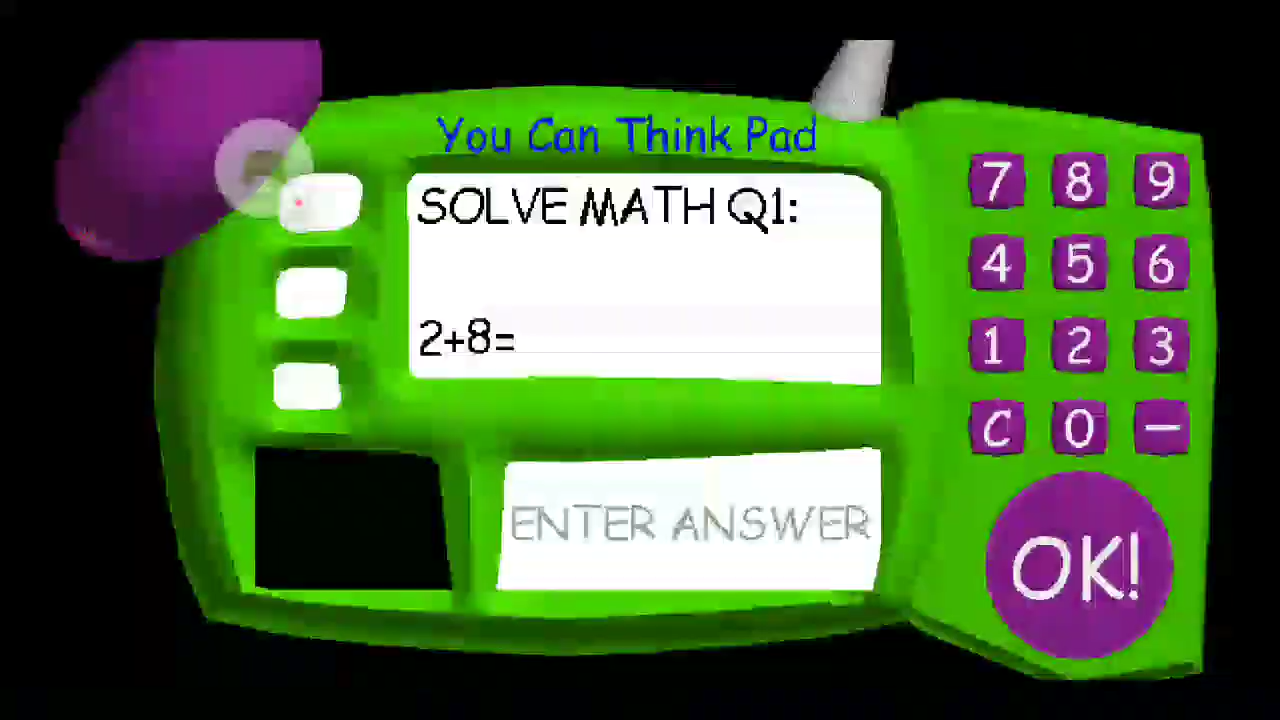 You Can Think Pad
SOLVE MATH Q1:
2+8=
ENTER ANSWER
7 8 9
4 5 6
1 2 3
C 0 —
OK!